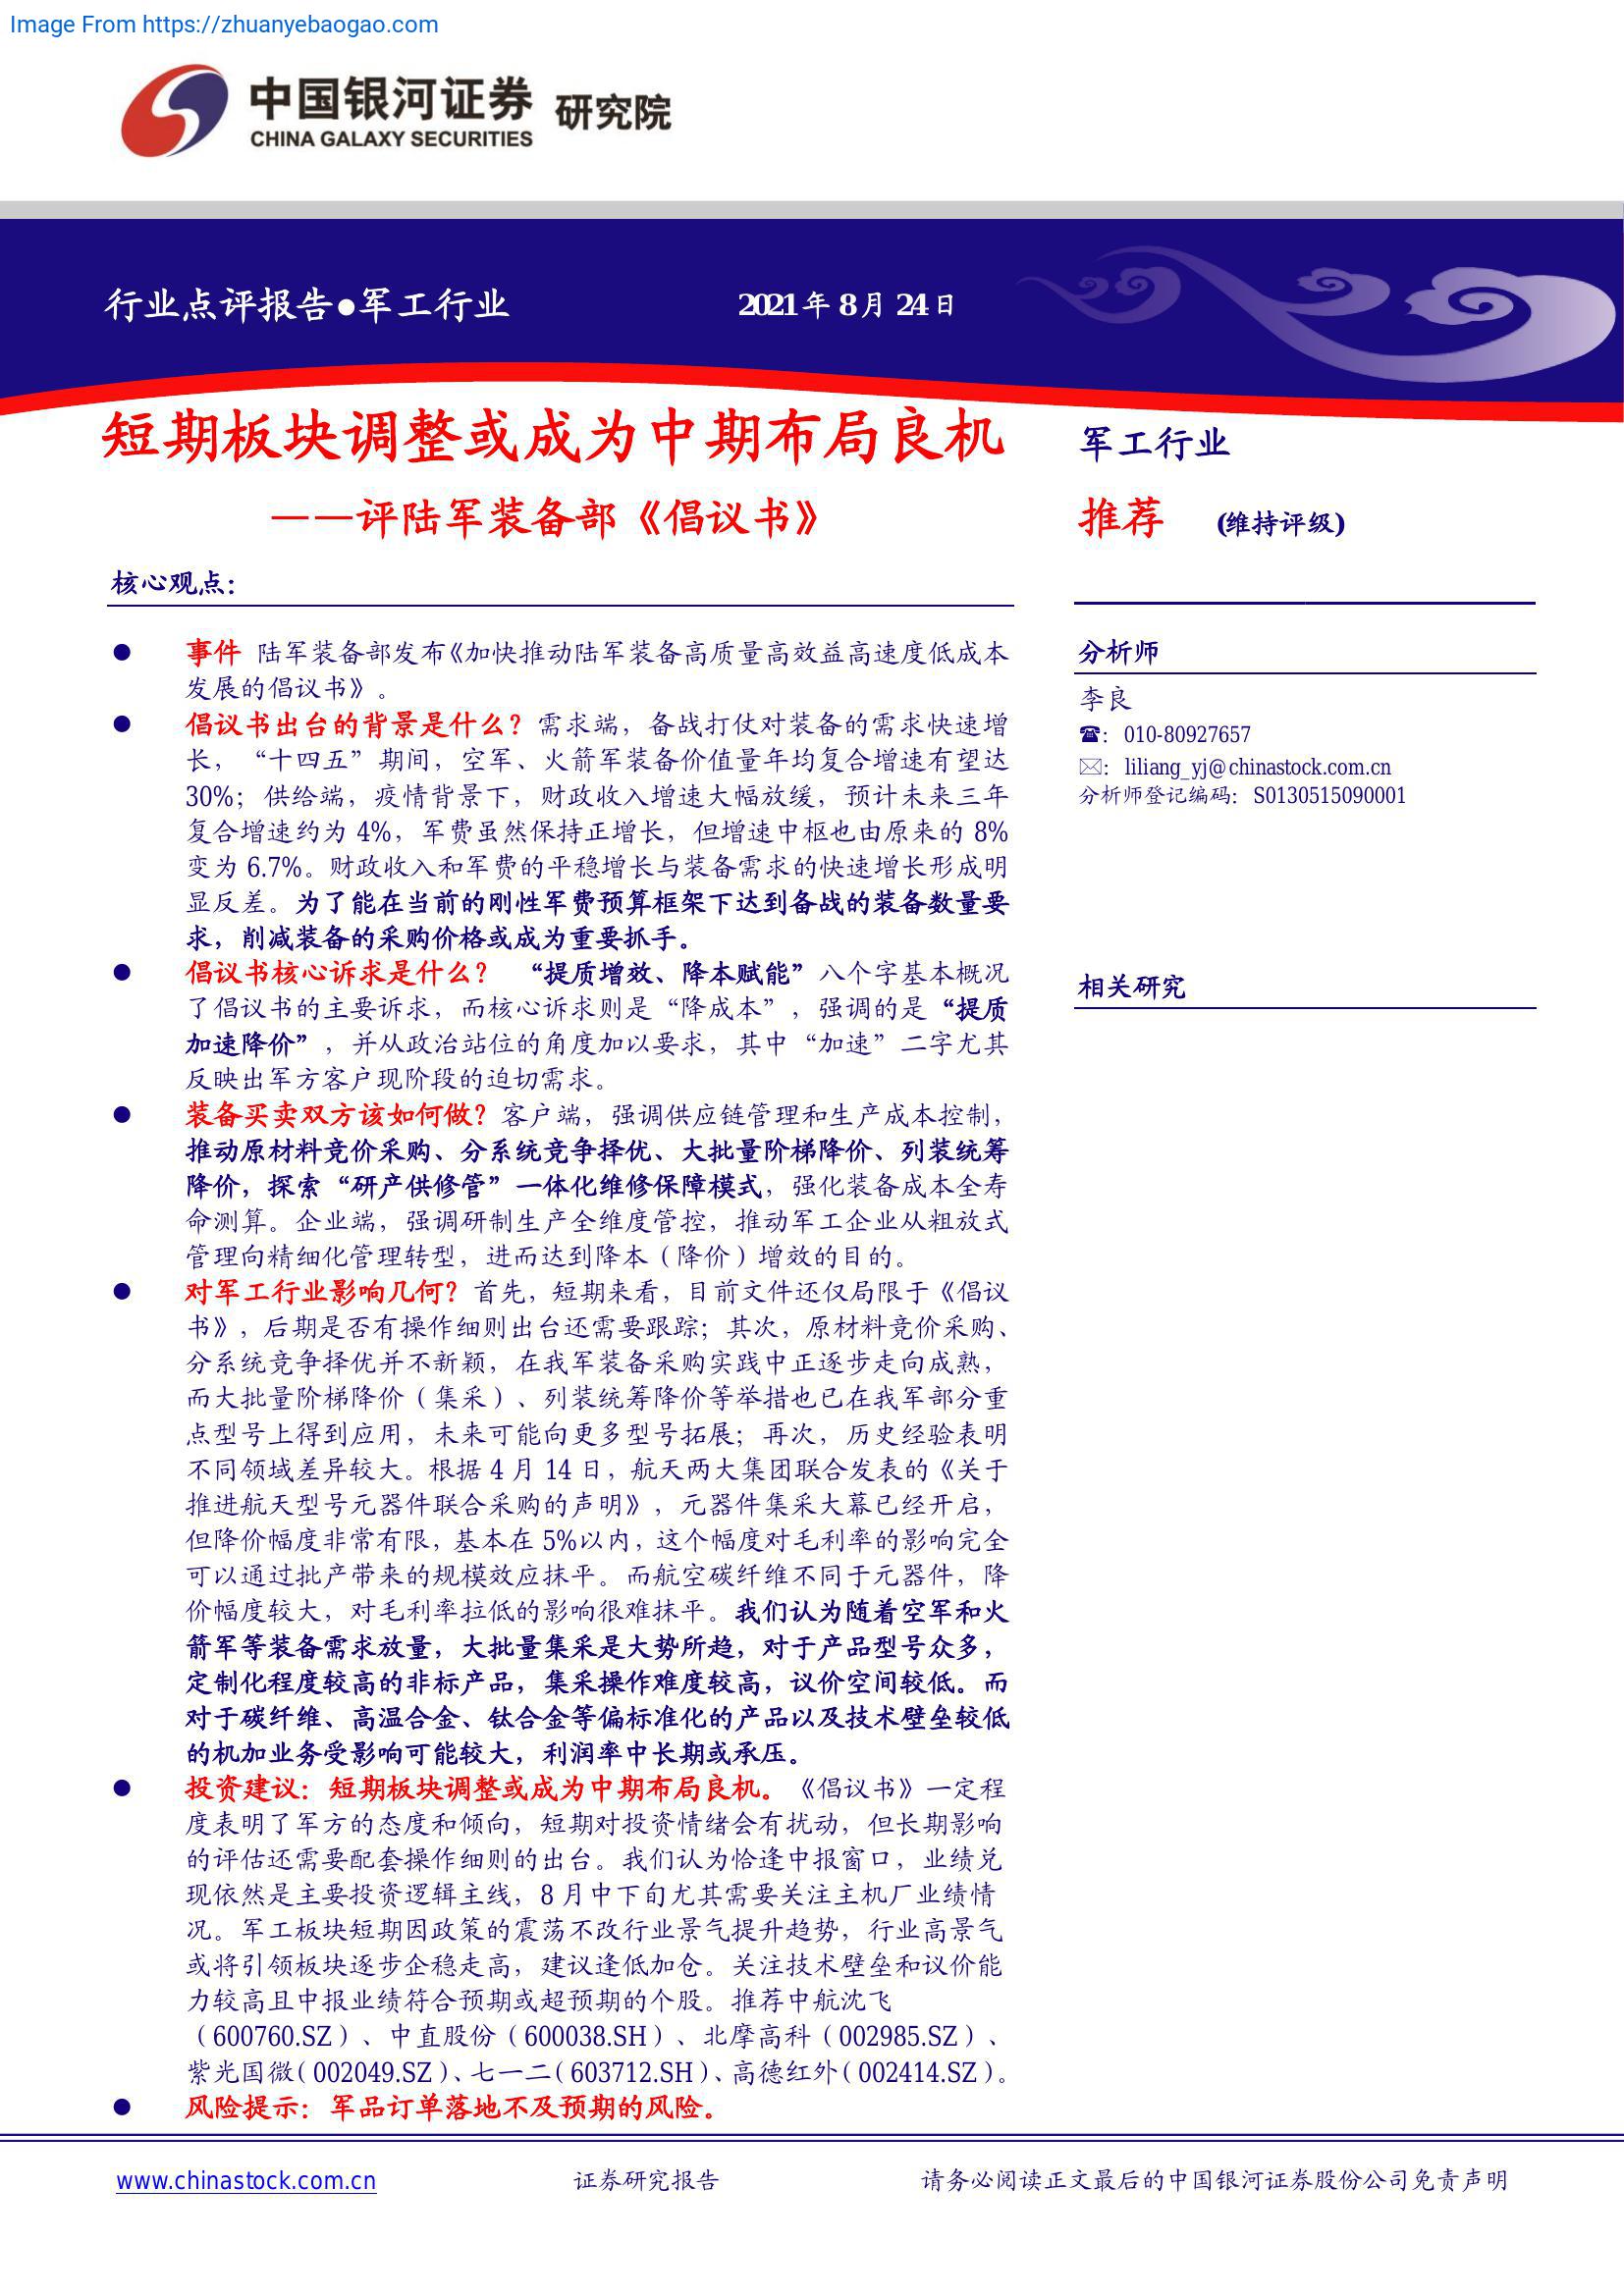 Image From https://zhuanyebaogao.com
中国银河证券 研究院
CHINA GALAXY SECURITIES
行业点评报告●军工行业
2021年8月24日
短期板块调整或成为中期布局良机
——评陆军装备部《倡议书》
核心观点：
● 事件 陆军装备部发布《加快推动陆军装备高质量高效益高速度低成本
发展的倡议书》。
● 倡议书出台的背景是什么？需求端，备战打仗对装备的需求快速增
长，“十四五”期间，空军、火箭军装备价值量年均复合增速有望达
30%；供给端，疫情背景下，财政收入增速大幅放缓，预计未来三年
复合增速约为 4%，军费虽然保持正增长，但增速中枢也由原来的 8%
变为 6.7%。财政收入和军费的平稳增长与装备需求的快速增长形成明
显反差。为了能在当前的刚性军费预算框架下达到备战的装备数量要
求，削减装备的采购价格或成为重要抓手。
● 倡议书核心诉求是什么？ “提质增效、降本赋能”八个字基本概况
了倡议书的主要诉求，而核心诉求则是“降成本”，强调的是“提质
加速降价”，并从政治站位的角度加以要求，其中“加速”二字尤其
反映出军方客户现阶段的迫切需求。
● 装备买卖双方该如何做？客户端，强调供应链管理和生产成本控制，
推动原材料竞价采购、分系统竞争择优、大批量阶梯降价、列装统筹
降价，探索“研产供修管”一体化维修保障模式，强化装备成本全寿
命测算。企业端，强调研制生产全维度管控，推动军工企业从粗放式
管理向精细化管理转型，进而达到降本（降价）增效的目的。
● 对军工行业影响几何？首先，短期来看，目前文件还仅局限于《倡议
书》，后期是否有操作细则出台还需要跟踪；其次，原材料竞价采购、
分系统竞争择优并不新颖，在我军装备采购实践中正逐步走向成熟，
而大批量阶梯降价（集采）、列装统筹降价等举措也已在我军部分重
点型号上得到应用，未来可能向更多型号拓展；再次，历史经验表明
不同领域差异较大。根据 4 月 14 日，航天两大集团联合发表的《关于
推进航天型号元器件联合采购的声明》，元器件集采大幕已经开启，
但降价幅度非常有限，基本在 5%以内，这个幅度对毛利率的影响完全
可以通过批产带来的规模效应抹平。而航空碳纤维不同于元器件，降
价幅度较大，对毛利率拉低的影响很难抹平。我们认为随着空军和火
箭军等装备需求放量，大批量集采是大势所趋，对于产品型号众多，
定制化程度较高的非标产品，集采操作难度较高，议价空间较低。而
对于碳纤维、高温合金、钛合金等偏标准化的产品以及技术壁垒较低
的机加业务受影响可能较大，利润率中长期或承压。
● 投资建议：短期板块调整或成为中期布局良机。《倡议书》一定程
度表明了军方的态度和倾向，短期对投资情绪会有扰动，但长期影响
的评估还需要配套操作细则的出台。我们认为恰逢中报窗口，业绩兑
现依然是主要投资逻辑主线，8 月中下旬尤其需要关注主机厂业绩情
况。军工板块短期因政策的震荡不改行业景气提升趋势，行业高景气
或将引领板块逐步企稳走高，建议逢低加仓。关注技术壁垒和议价能
力较高且中报业绩符合预期或超预期的个股。推荐中航沈飞
（600760.SZ）、中直股份（600038.SH）、北摩高科（002985.SZ）、
紫光国微（002049.SZ）、七一二（603712.SH）、高德红外（002414.SZ）。
● 风险提示：军品订单落地不及预期的风险。
军工行业
推荐 (维持评级)
分析师
李良
☎：010-80927657
✉：liliang_yj@chinastock.com.cn
分析师登记编码：S0130515090001
相关研究
www.chinastock.com.cn
证券研究报告
请务必阅读正文最后的中国银河证券股份公司免责声明